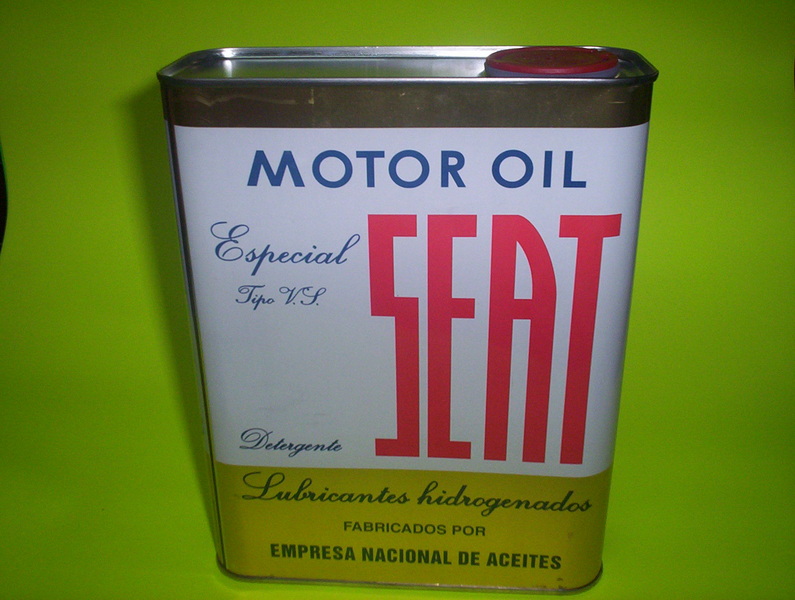 MOTOR OIL
Especial
SEAT
Tipo V.S.
Detergente
Lubricantes hidrogenados
FABRICADOS POR
EMPRESA NACIONAL DE ACEITES